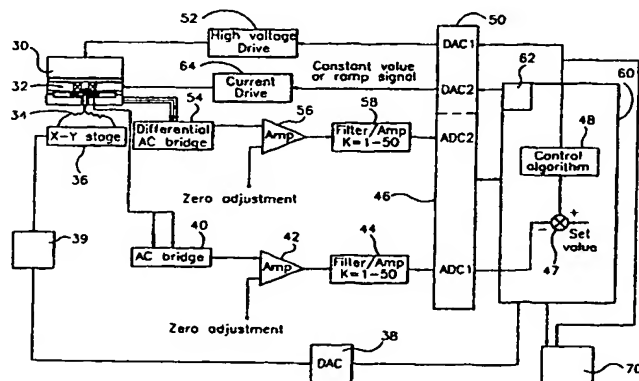 52
50
High voltage
Drive
DAC1
30
64
Constant value
or ramp signal
62
60
32
Current
Drive
DAC2
34
54
56
58
48
X-Y stage
Differential
AC bridge
Amp
Filter/Amp
K=1-50
ADC2
Control
algorithm
36
46
Zero adjustment
+
-
Set
value
47
39
40
42
44
AC bridge
Amp
Filter/Amp
K=1-50
ADC1
Zero adjustment
38
DAC
70